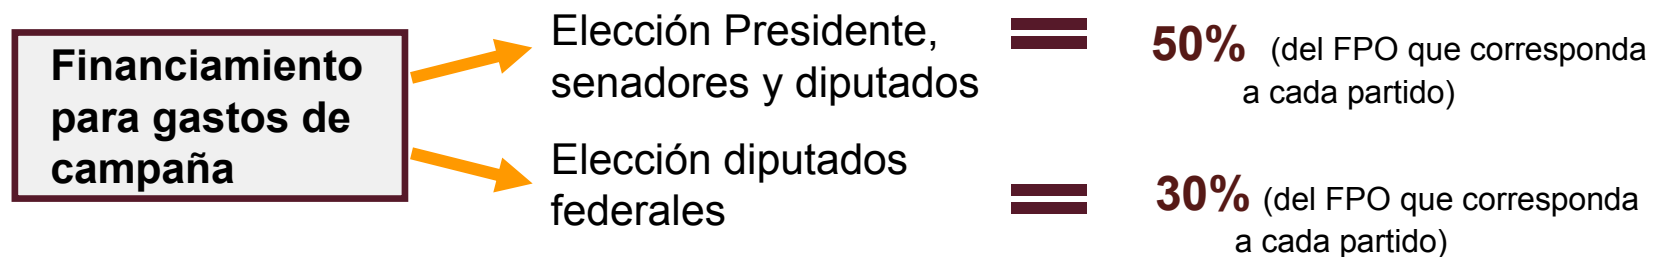 Financiamiento
para gastos de
campaña
Elección Presidente,
senadores y diputados
50% (del FPO que corresponda
a cada partido)
Elección diputados
federales
30% (del FPO que corresponda
a cada partido)